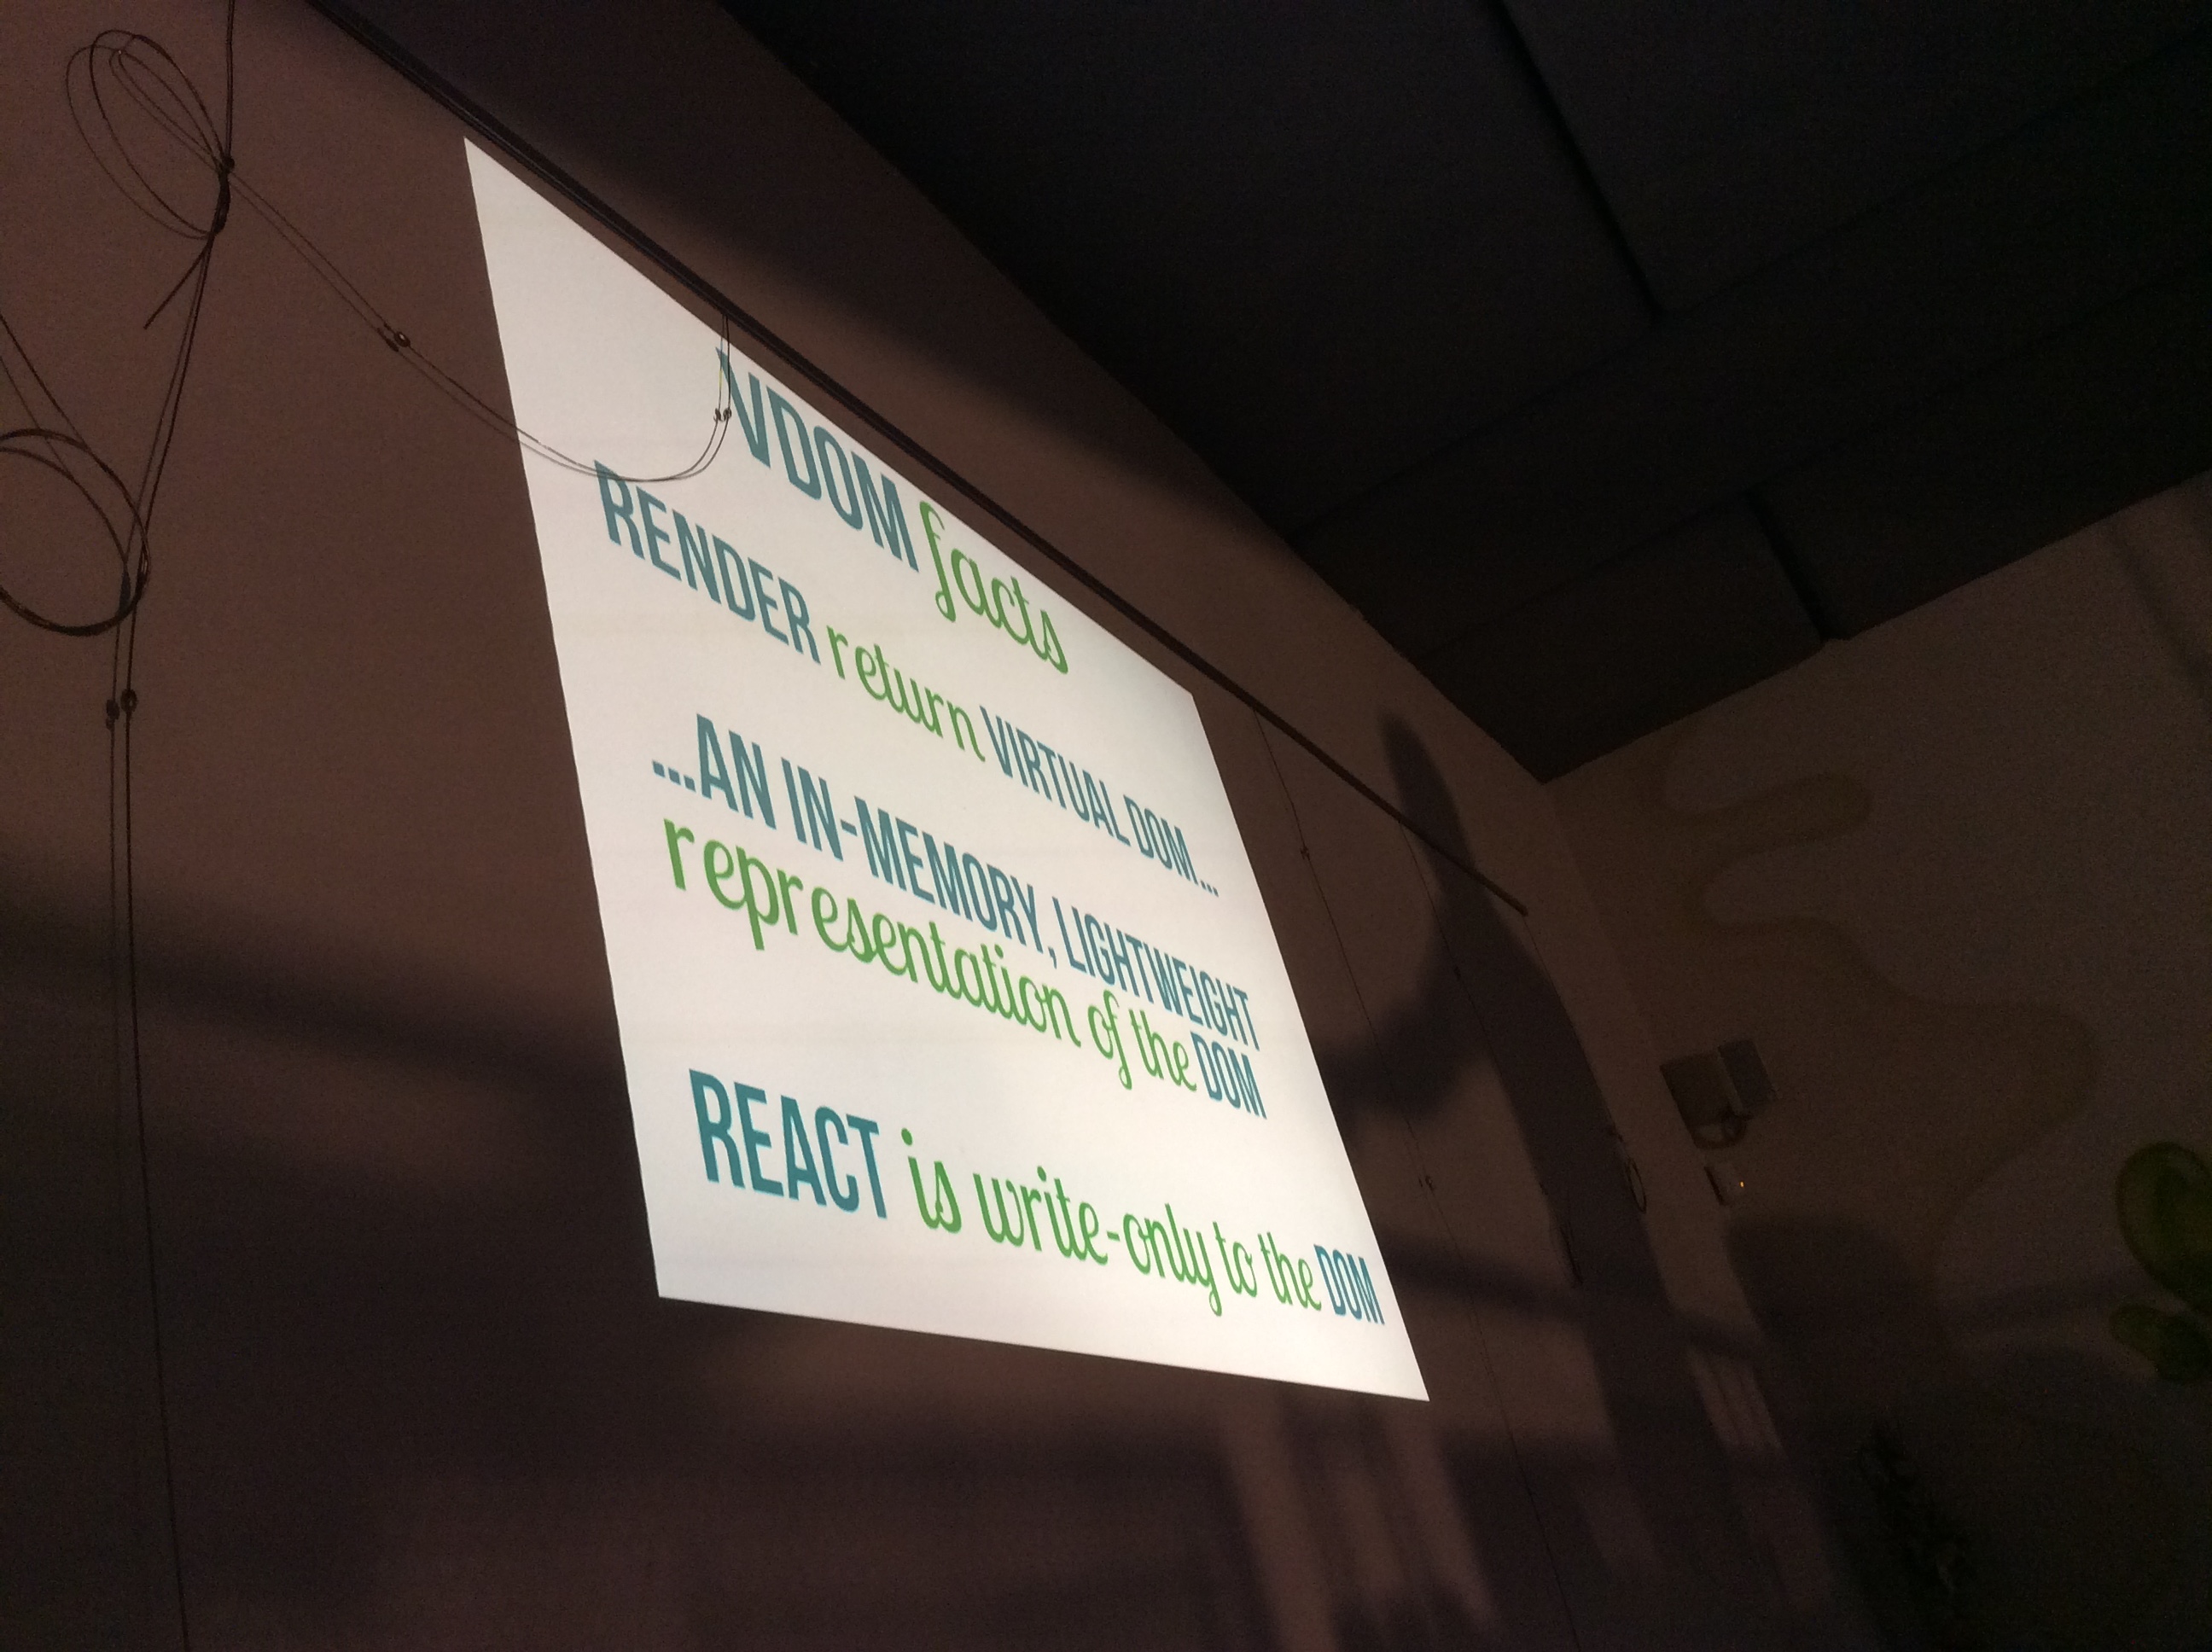 VDOM facts
RENDER return VIRTUAL DOM...
...AN IN-MEMORY, LIGHTWEIGHT
representation of the DOM
REACT is write-only to the DOM